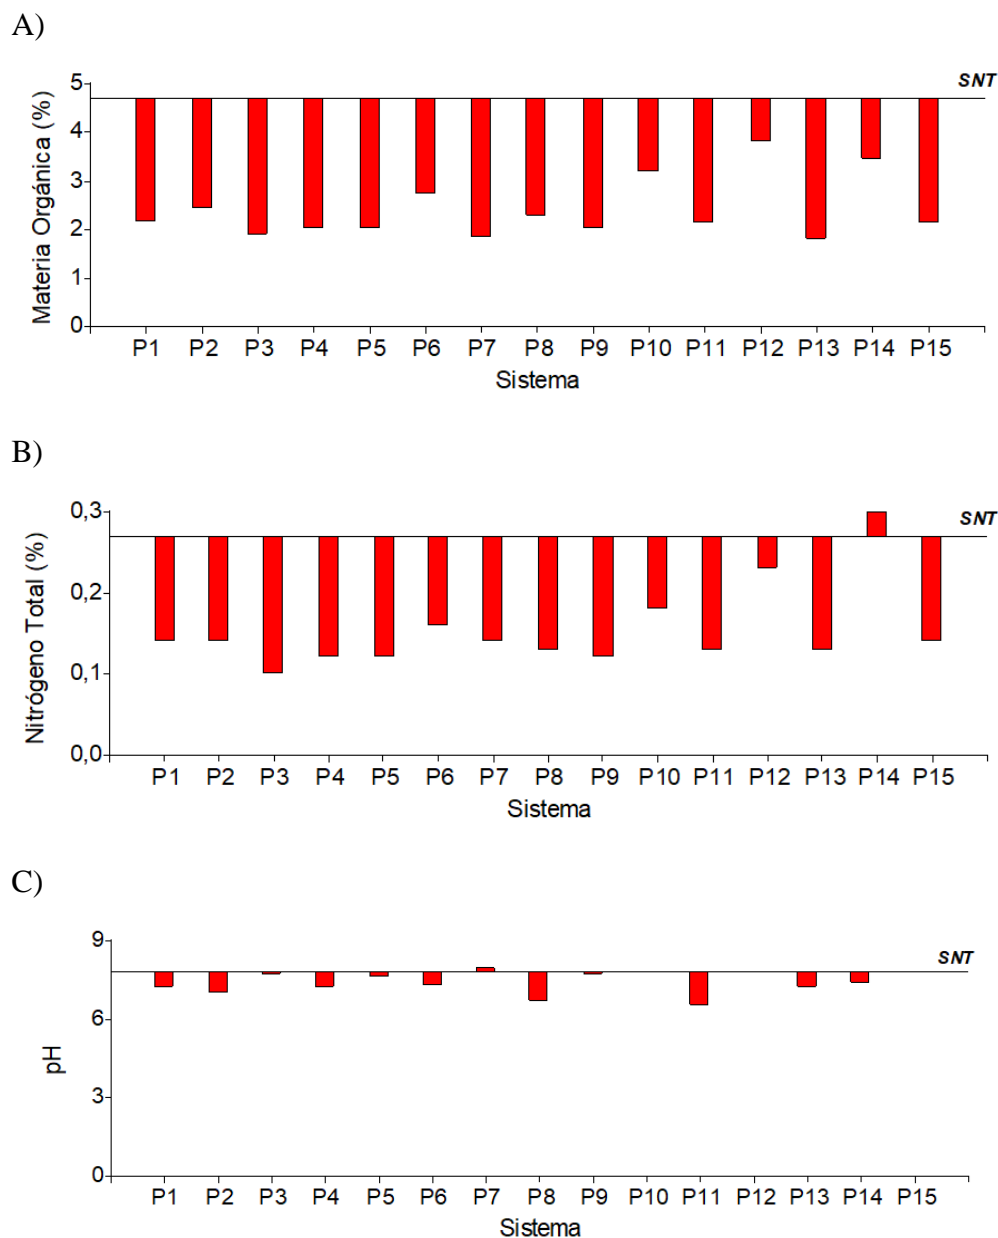 A)
SNT
5
4
3
2
1
0
Materia Orgánica (%)
P1 P2 P3 P4 P5 P6 P7 P8 P9 P10 P11 P12 P13 P14 P15
Sistema
B)
SNT
0,3
0,2
0,1
0,0
Nitrógeno Total (%)
P1 P2 P3 P4 P5 P6 P7 P8 P9 P10 P11 P12 P13 P14 P15
Sistema
C)
SNT
9
6
3
0
pH
P1 P2 P3 P4 P5 P6 P7 P8 P9 P10 P11 P12 P13 P14 P15
Sistema